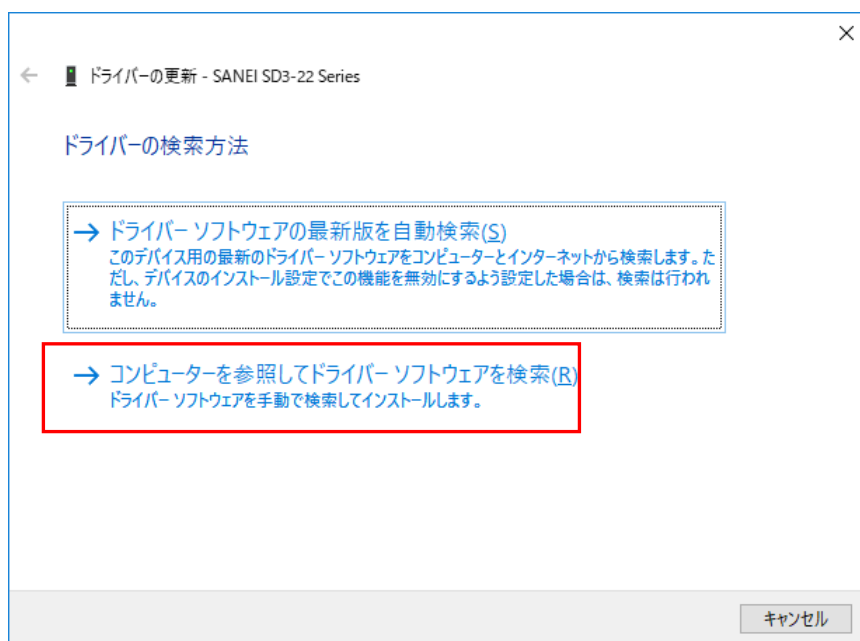 ドライバーの更新 - SANEI SD3-22 Series
ドライバーの検索方法
ドライバー ソフトウェアの最新版を自動検索(S)
このデバイス用の最新のドライバー ソフトウェアをコンピューターとインターネットから検索します。た
だし、デバイスのインストール設定でこの機能を無効にするよう設定した場合は、検索は行われ
ません。
コンピューターを参照してドライバー ソフトウェアを検索(R)
ドライバー ソフトウェアを手動で検索してインストールします。
キャンセル